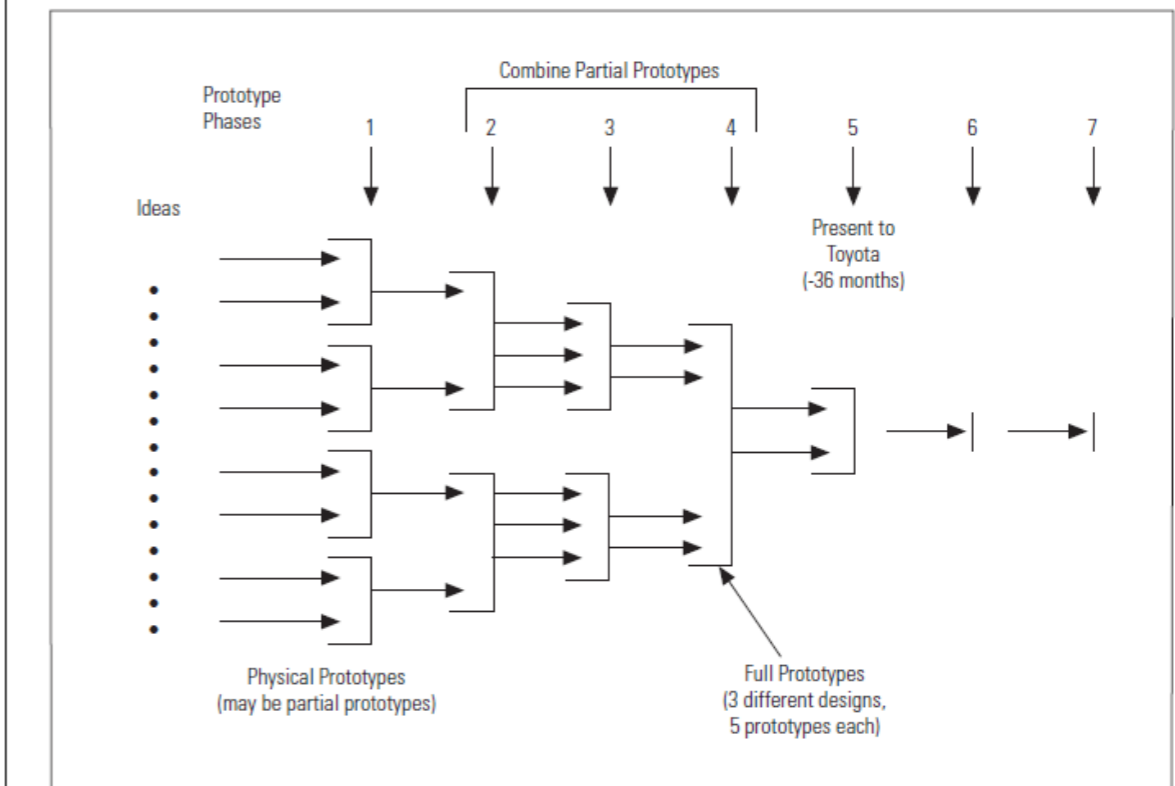 Combine Partial Prototypes
Prototype
Phases
1
2
3
4
5
6
7
Ideas
Present to
Toyota
(-36 months)
Physical Prototypes
(may be partial prototypes)
Full Prototypes
(3 different designs,
5 prototypes each)